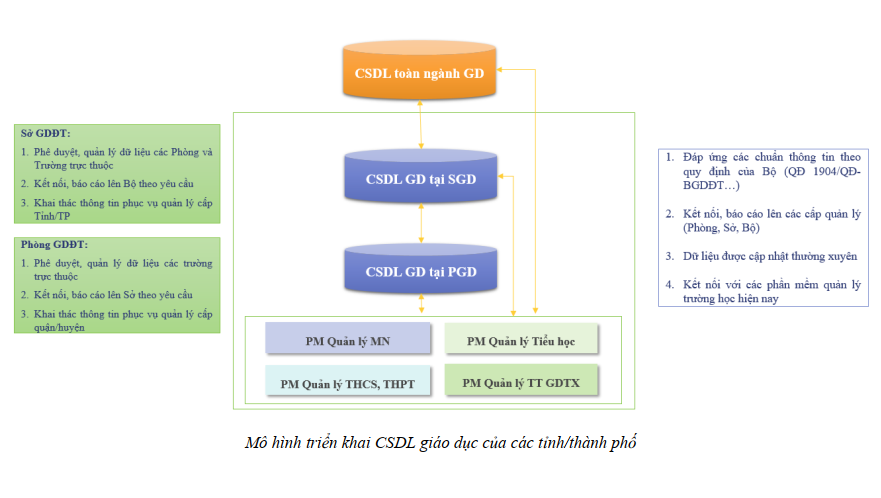 CSDL toàn ngành GD
Sở GDĐT:
1. Phê duyệt, quản lý dữ liệu các Phòng và
Trường trực thuộc
2. Kết nối, báo cáo lên Bộ theo yêu cầu
3. Khai thác thông tin phục vụ quản lý cấp
Tỉnh/TP
Phòng GDĐT:
1. Phê duyệt, quản lý dữ liệu các trường
trực thuộc
2. Kết nối, báo cáo lên Sở theo yêu cầu
3. Khai thác thông tin phục vụ quản lý cấp
quận/huyện
CSDL GD tại SGD
CSDL GD tại PGD
PM Quản lý MN
PM Quản lý Tiểu học
PM Quản lý THCS, THPT
PM Quản lý TT GDTX
1. Đáp ứng các chuẩn thông tin theo
quy định của Bộ (QĐ 1904/QĐ-
BGDĐT…)
2. Kết nối, báo cáo lên các cấp quản lý
(Phòng, Sở, Bộ)
3. Dữ liệu được cập nhật thường xuyên
4. Kết nối với các phần mềm quản lý
trường học hiện nay
Mô hình triển khai CSDL giáo dục của các tỉnh/thành phố